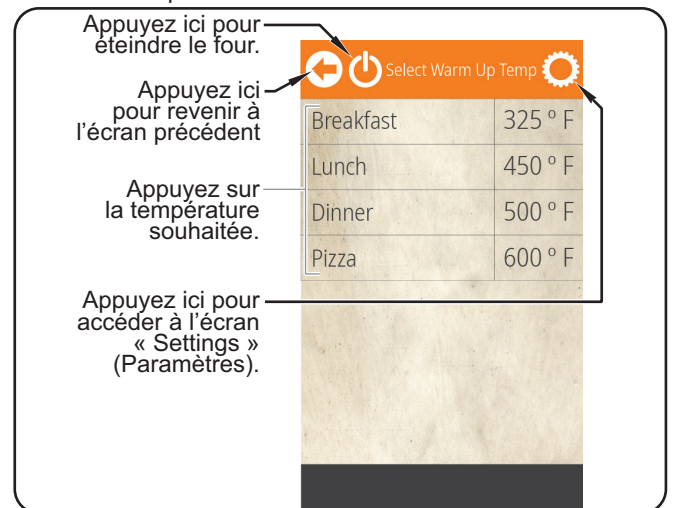 Appuyez ici pour
éteindre le four.
Appuyez ici
pour revenir à
l'écran précédent
Appuyez sur
la température
souhaitée.
Appuyez ici pour
accéder à l'écran
« Settings »
(Paramètres).
Select Warm Up Temp
Breakfast 325 º F
Lunch 450 º F
Dinner 500 º F
Pizza 600 º F